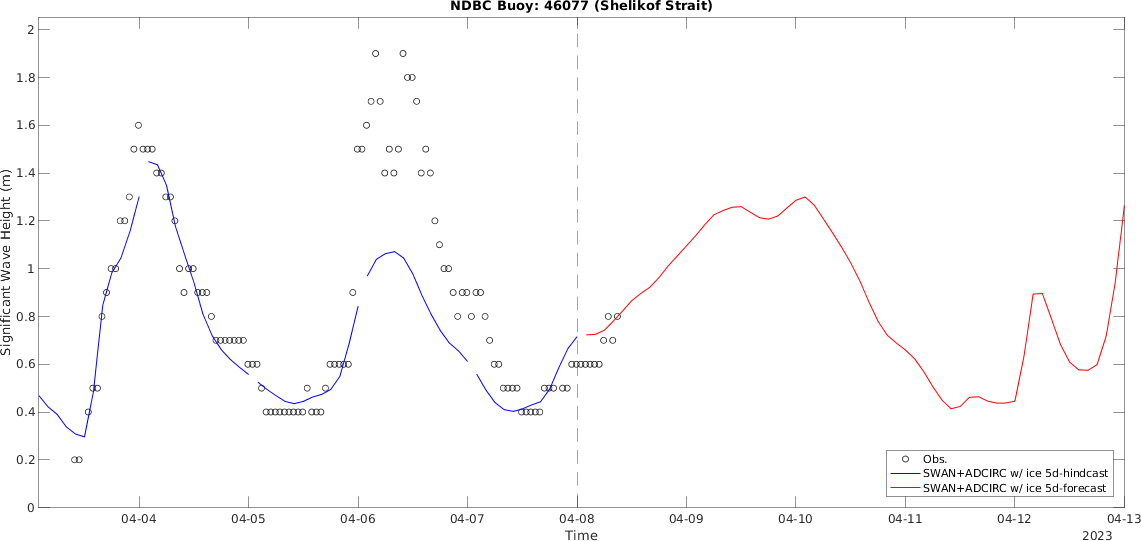 NDBC Buoy: 46077 (Shelikof Strait)
2
1.8
1.6
1.4
1.2
1
0.8
0.6
0.4
0.2
0
Significant Wave Height (m)
04-04 04-05 04-06 04-07 04-08 04-09 04-10 04-11 04-12 04-13
Time
2023
Obs.
SWAN+ADCIRC w/ ice 5d-hindcast
SWAN+ADCIRC w/ ice 5d-forecast